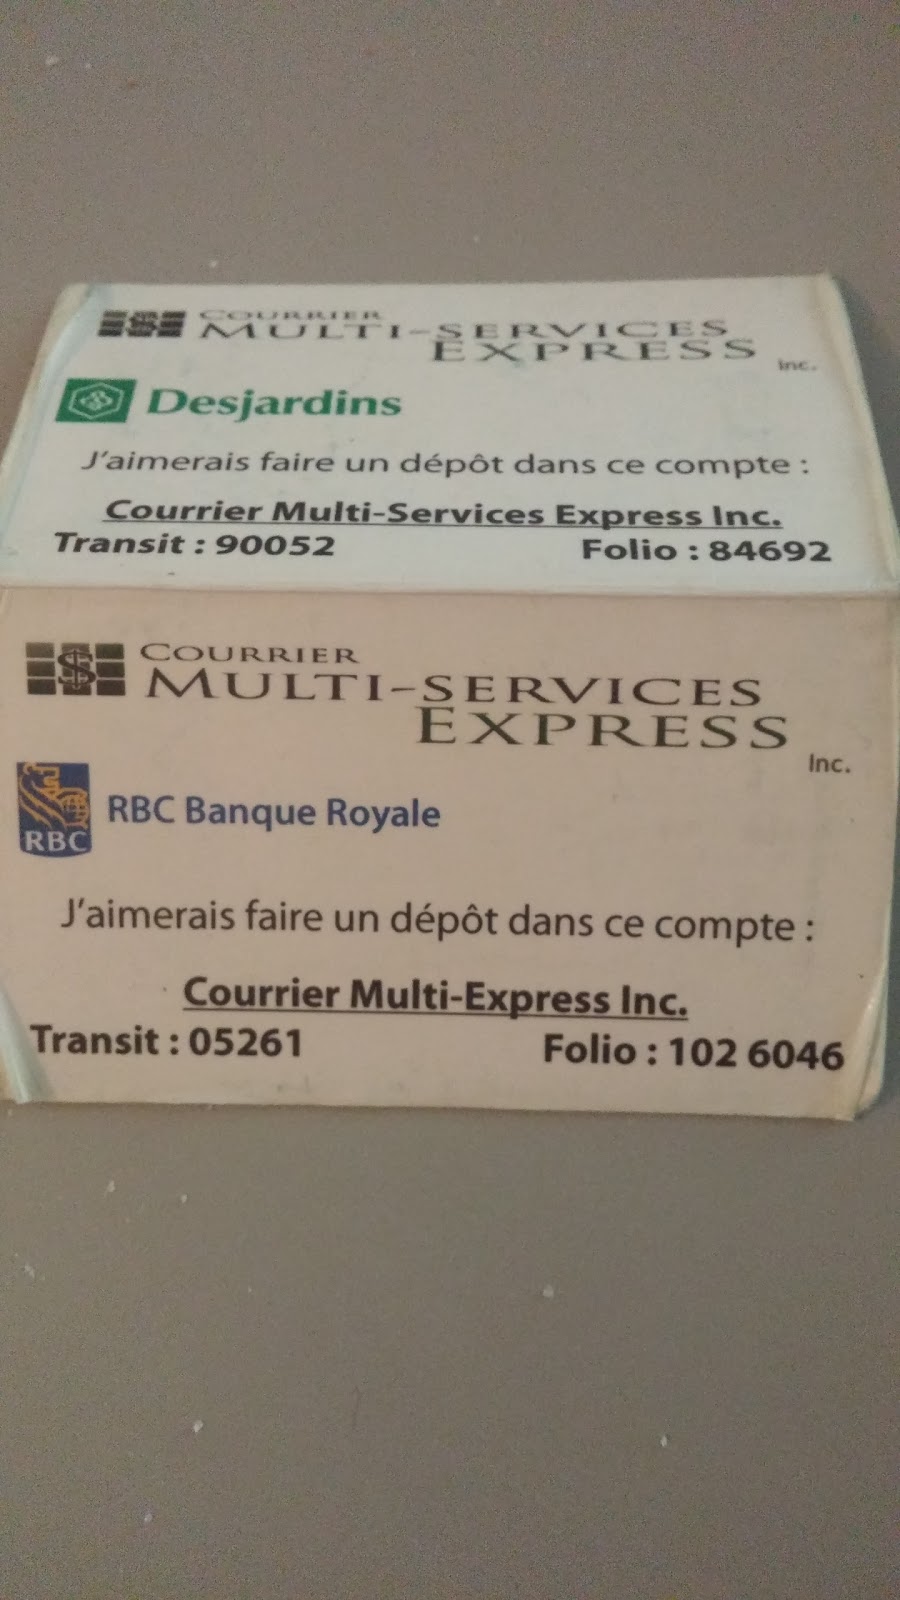 COURRIER
MULTI-SERVICES
EXPRESS
Inc.
Desjardins
J'aimerais faire un dépôt dans ce compte :
Courrier Multi-Services Express Inc.
Transit : 90052 Folio : 84692
$
COURRIER
MULTI-SERVICES
EXPRESS
Inc.
RBC
RBC Banque Royale
J'aimerais faire un dépôt dans ce compte :
Courrier Multi-Express Inc.
Transit : 05261 Folio : 102 6046